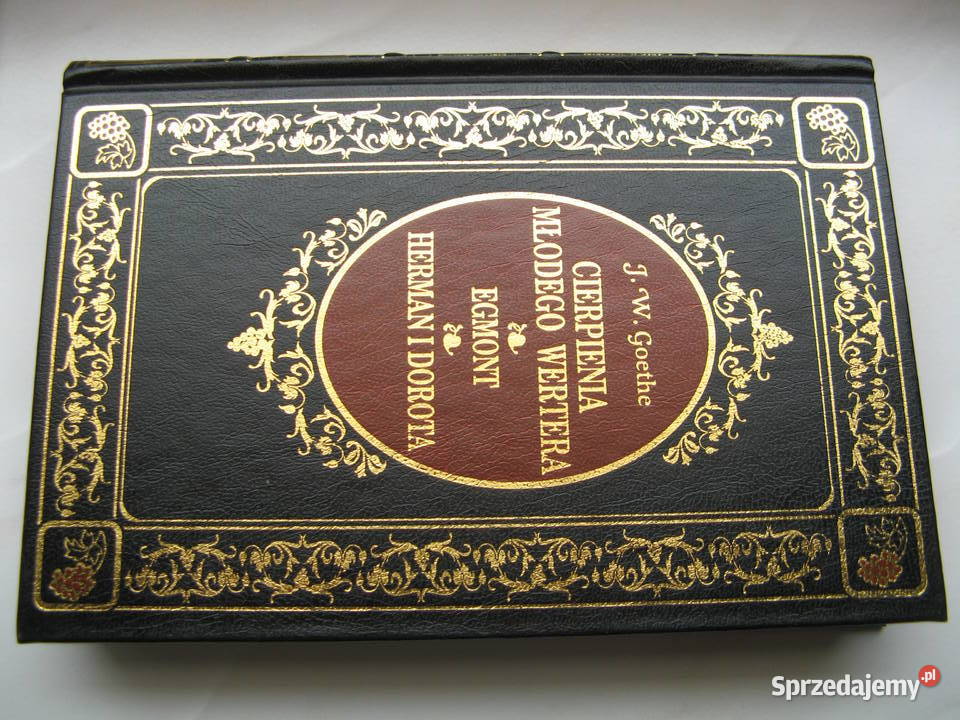 J. W. Goethe
CIERPIENIA
MŁODEGO WERTERA
EGMONT
HERMAN I DOROTA
Sprzedajemy.pl